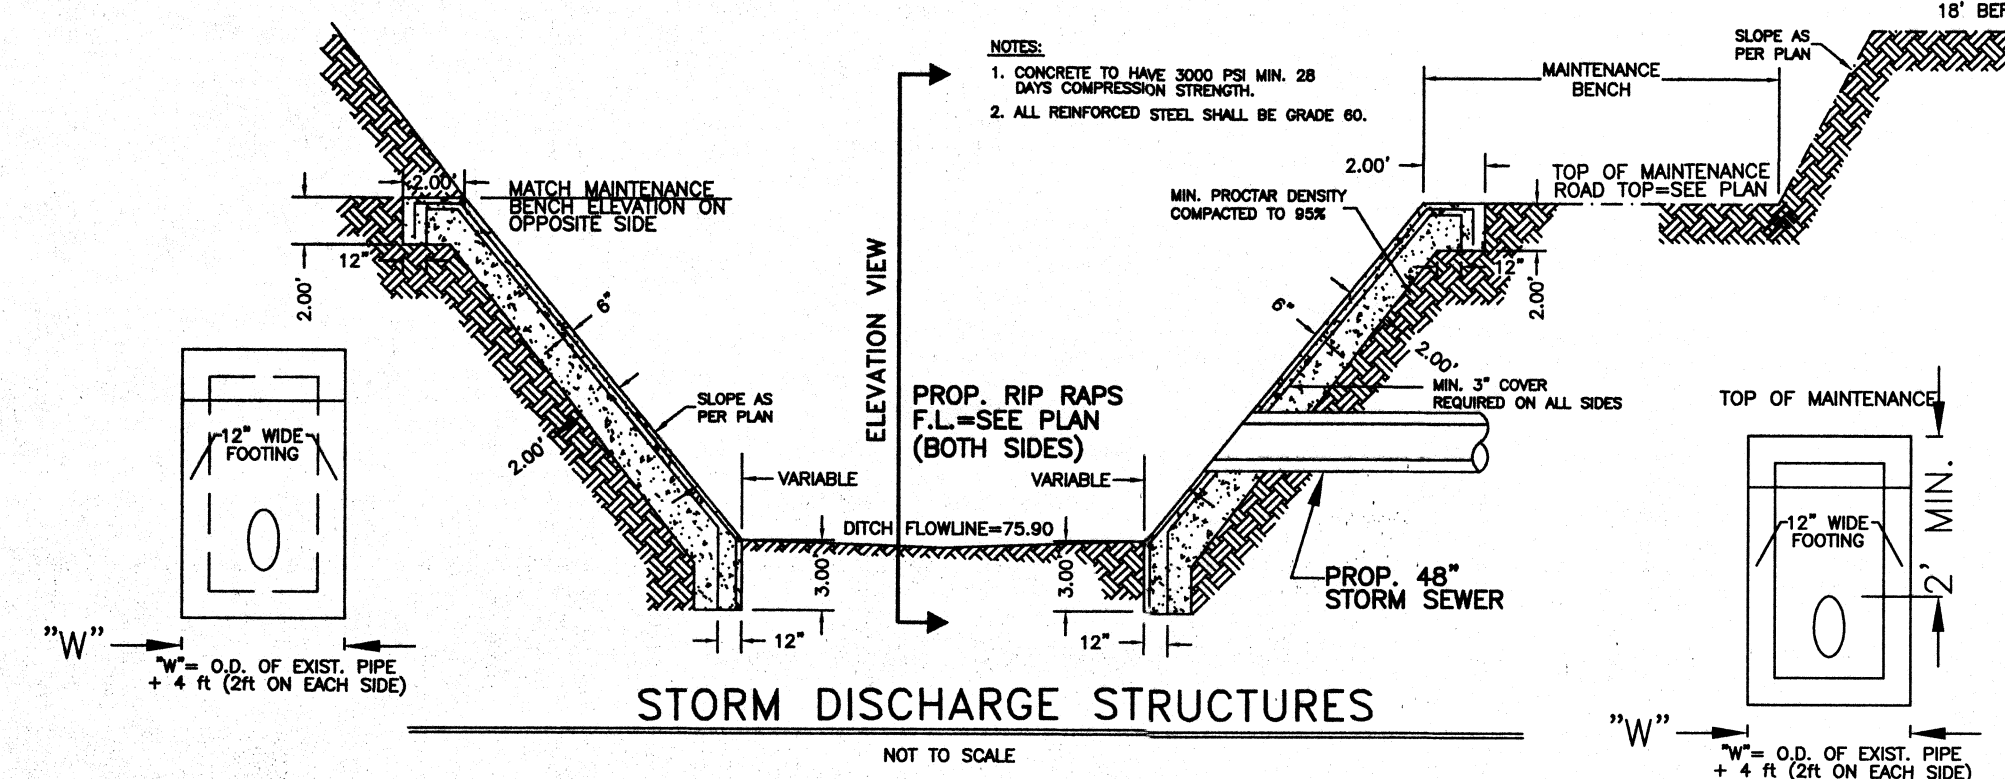 18' BEF
NOTES:
1. CONCRETE TO HAVE 3000 PSI MIN. 28
DAYS COMPRESSION STRENGTH.
2. ALL REINFORCED STEEL SHALL BE GRADE 60.
SLOPE AS
PER PLAN
MAINTENANCE
BENCH
2.00'
TOP OF MAINTENANCE
ROAD TOP=SEE PLAN
MIN. PROCTAR DENSITY
COMPACTED TO 95%
2.00'
MATCH MAINTENANCE
BENCH ELEVATION ON
OPPOSITE SIDE
12"
2.00'
6"
ELEVATION VIEW
6"
12"
2.00'
2.00'
MIN. 3" COVER
REQUIRED ON ALL SIDES
SLOPE AS
PER PLAN
2.00'
PROP. RIP RAPS
F.L.=SEE PLAN
(BOTH SIDES)
VARIABLE
VARIABLE
DITCH FLOWLINE=75.90
3.00'
3.00'
12"
12"
PROP. 48"
STORM SEWER
12" WIDE
FOOTING
"W"
"W"= O.D. OF EXIST. PIPE
+ 4 ft (2ft ON EACH SIDE)
TOP OF MAINTENANCE
12" WIDE
FOOTING
2' MIN.
"W"
"W"= O.D. OF EXIST. PIPE
+ 4 ft (2ft ON EACH SIDE)
STORM DISCHARGE STRUCTURES
NOT TO SCALE